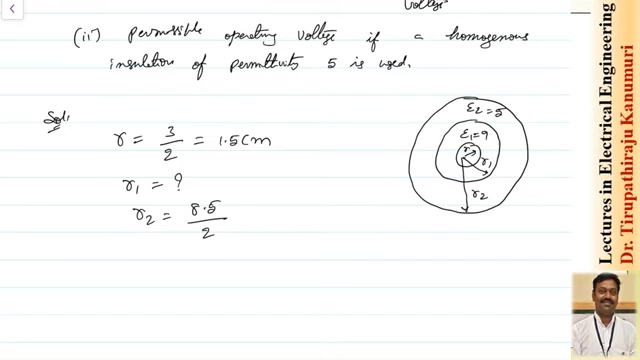 Voltage
(ii) permissible operating voltage if a homogenous
insulation of permittivity 5 is used.
Sol:
r = 3/2 = 1.5 cm
r1 = ?
r2 = 8.5/2
ε2 = 5
ε1 = 9
r
r1
r2
Lectures in Electrical Engineering
Dr. Tirupathiraju Kanumuri